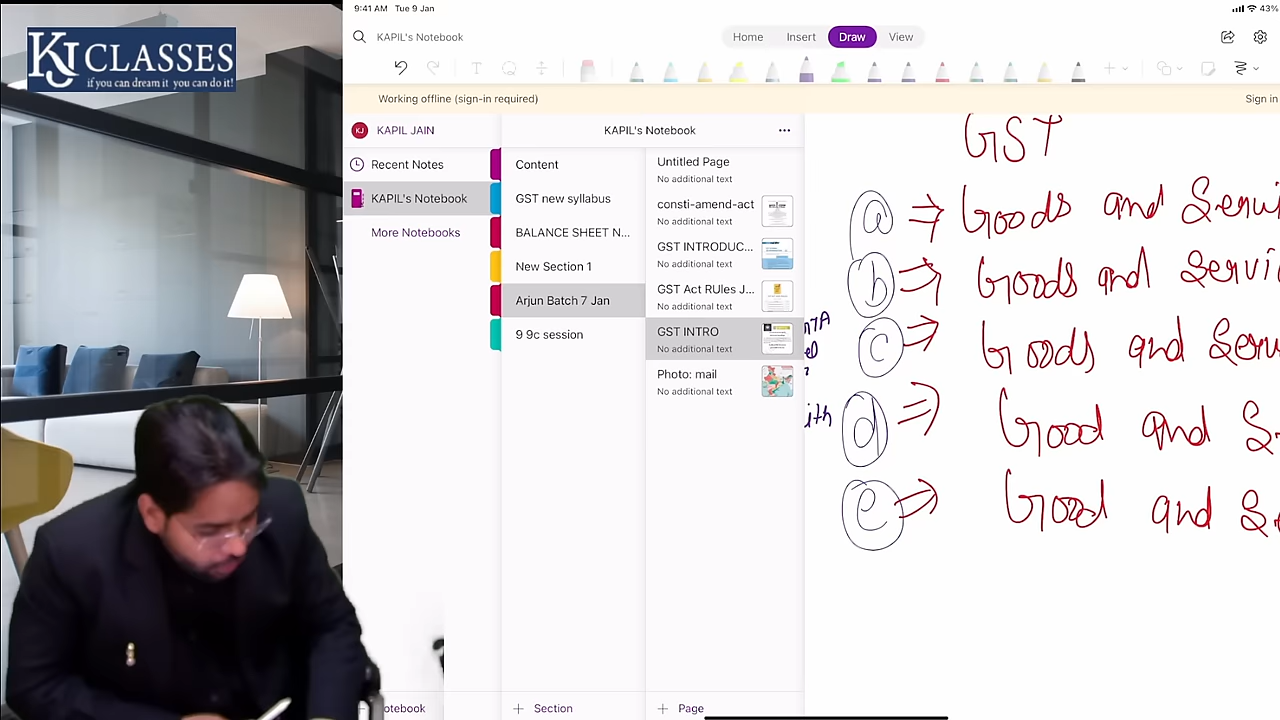 KJ CLASSES
if you can dream it you can do it!
9:41 AM Tue 9 Jan
43%
KAPIL's Notebook
Home
Insert
Draw
View
Working offline (sign-in required)
Sign in
KJ KAPIL JAIN
Recent Notes
KAPIL's Notebook
More Notebooks
KAPIL's Notebook
Content
GST new syllabus
BALANCE SHEET N...
New Section 1
Arjun Batch 7 Jan
9 9c session
Untitled Page
No additional text
consti-amend-act
No additional text
GST INTRODUC...
No additional text
GST Act RUles J...
No additional text
GST INTRO
No additional text
Photo: mail
No additional text
otebook
+ Section
+ Page
GST
a ⇒ Goods and Servi
b ⇒ Goods and Servi
c ⇒ Goods and Serv
d ⇒ Good and S
e ⇒ Good and S